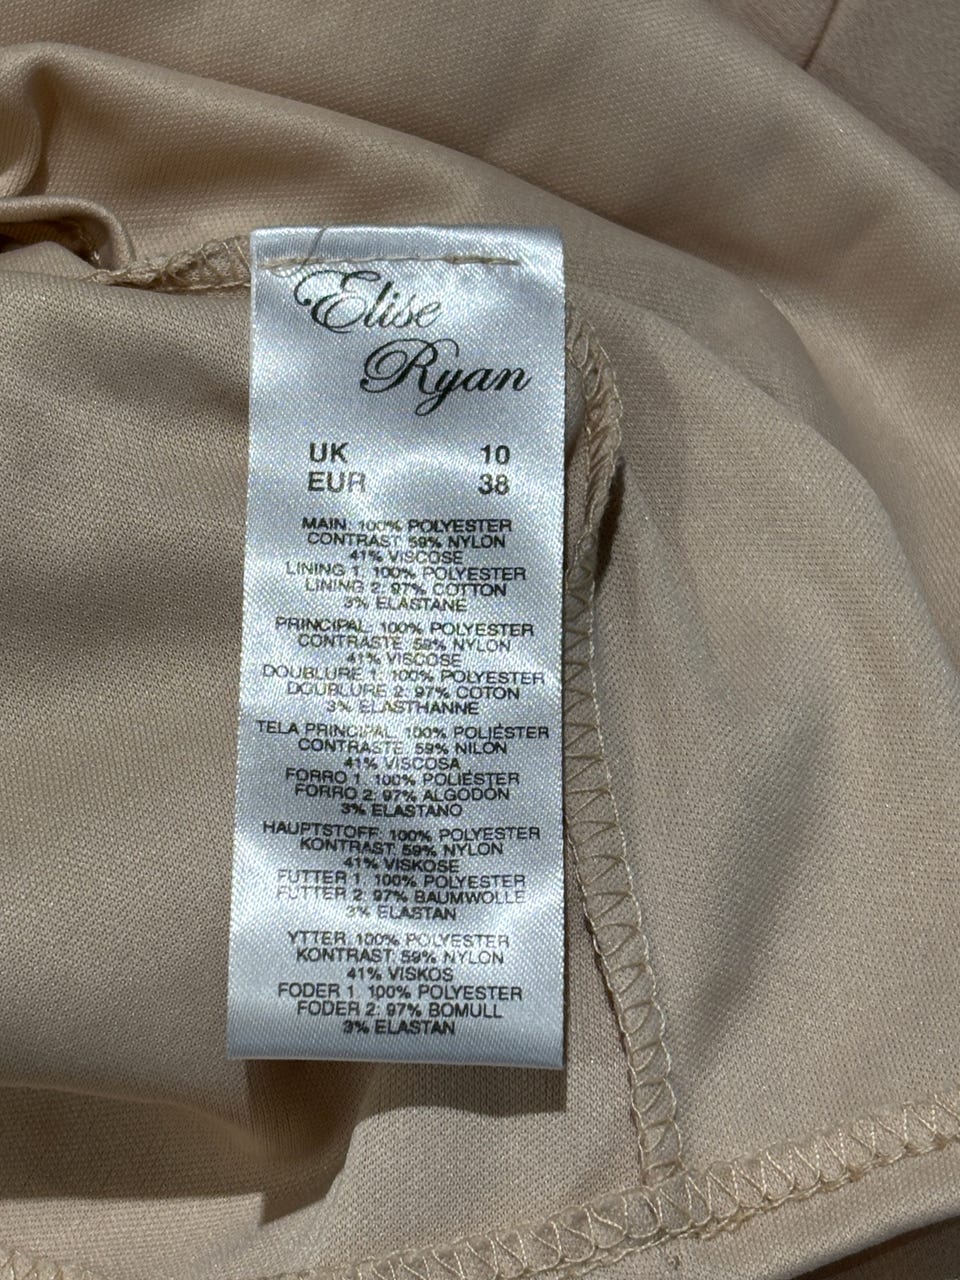 Elise
Ryan
UK 10
EUR 38
MAIN: 100% POLYESTER
CONTRAST: 59% NYLON
41% VISCOSE
LINING 1: 100% POLYESTER
LINING 2: 97% COTTON
3% ELASTANE
PRINCIPAL: 100% POLYESTER
CONTRASTE: 59% NYLON
41% VISCOSE
DOUBLURE 1: 100% POLYESTER
DOUBLURE 2: 97% COTON
3% ELASTHANNE
TELA PRINCIPAL: 100% POLIÉSTER
CONTRASTE: 59% NILÓN
41% VISCOSA
FORRO 1: 100% POLIÉSTER
FORRO 2: 97% ALGODÓN
3% ELASTANO
HAUPTSTOFF: 100% POLYESTER
KONTRAST: 59% NYLON
41% VISKOSE
FUTTER 1: 100% POLYESTER
FUTTER 2: 97% BAUMWOLLE
3% ELASTAN
YTTER: 100% POLYESTER
KONTRAST: 59% NYLON
41% VISKOS
FODER 1: 100% POLYESTER
FODER 2: 97% BOMULL
3% ELASTAN